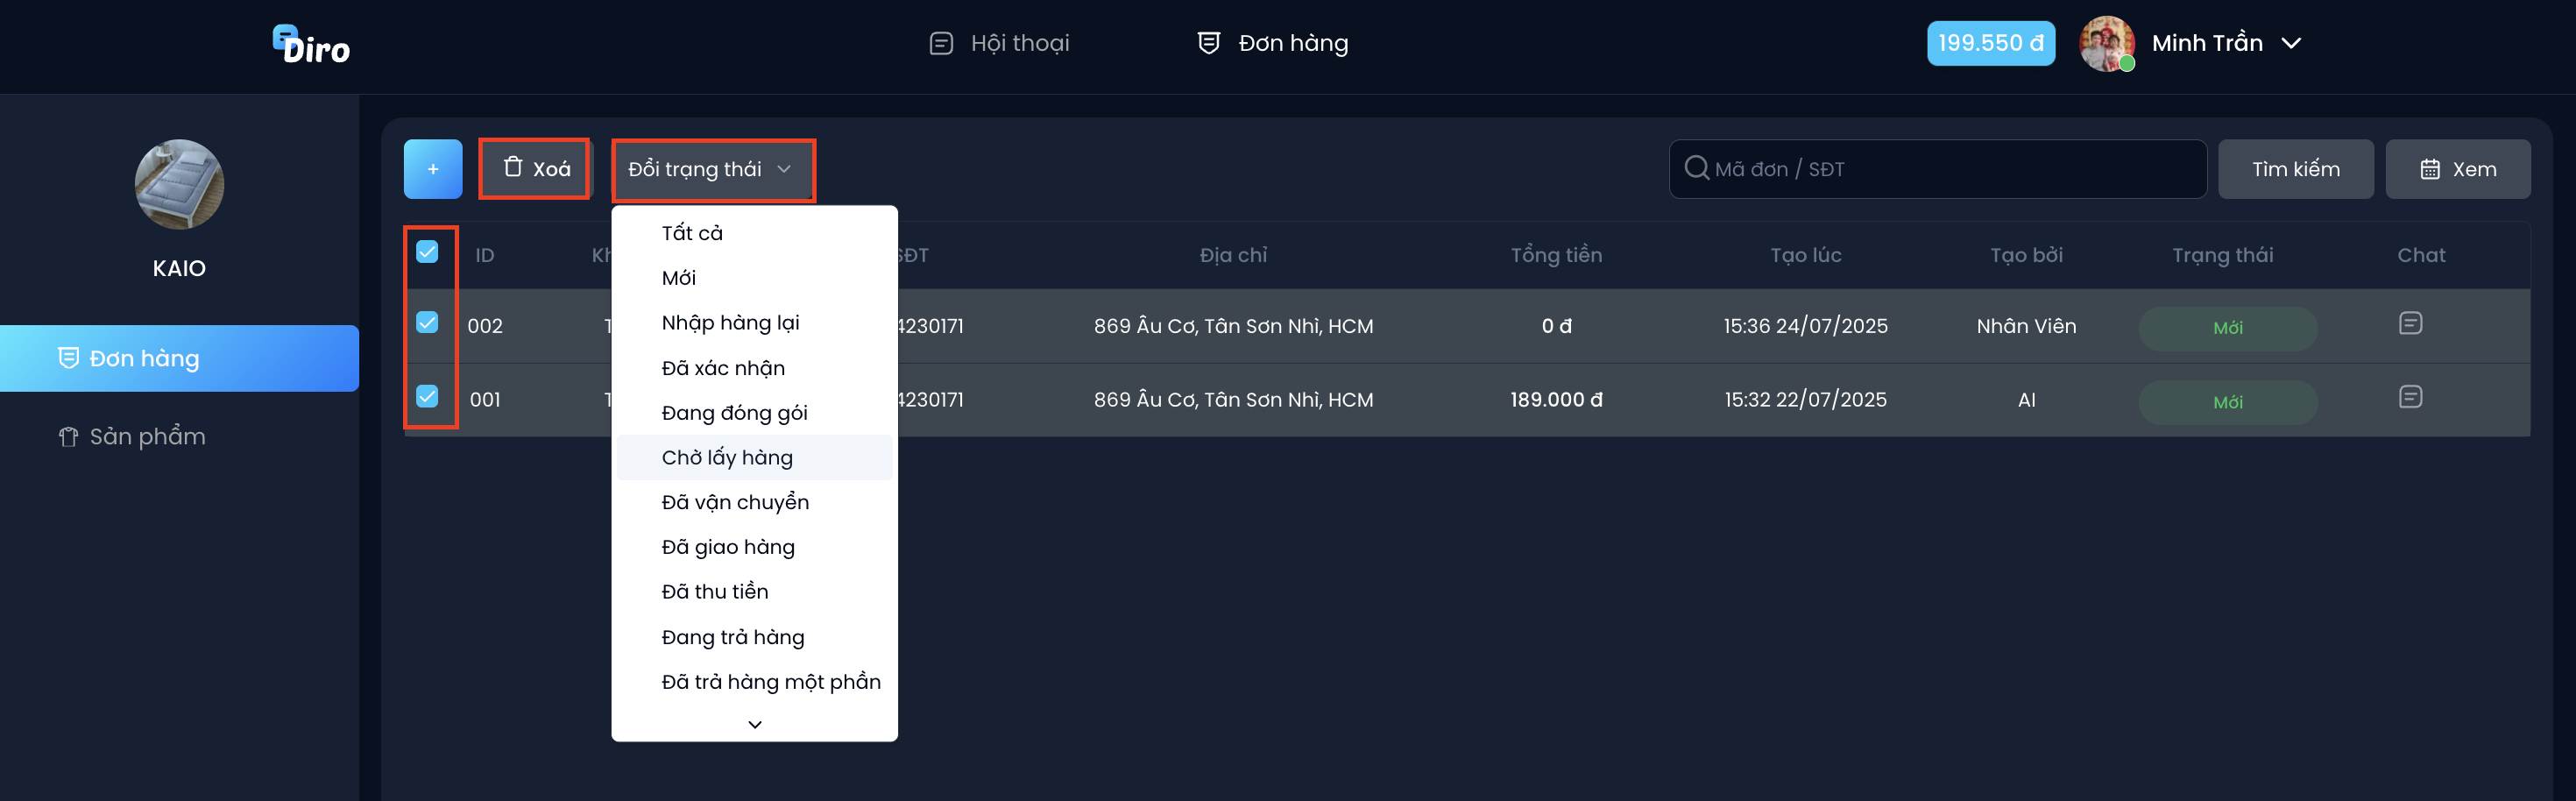 Diro
Hội thoại
Đơn hàng
199.550 đ
Minh Trần
KAIO
Đơn hàng
Sản phẩm
+
Xoá
Đổi trạng thái
Mã đơn / SĐT
Tìm kiếm
Xem
Tất cả
Mới
Nhập hàng lại
Đã xác nhận
Đang đóng gói
Chờ lấy hàng
Đã vận chuyển
Đã giao hàng
Đã thu tiền
Đang trả hàng
Đã trả hàng một phần
ID Địa chỉ Tổng tiền Tạo lúc Tạo bởi Trạng thái Chat
002 4230171 869 Âu Cơ, Tân Sơn Nhì, HCM 0 đ 15:36 24/07/2025 Nhân Viên Mới
001 4230171 869 Âu Cơ, Tân Sơn Nhì, HCM 189.000 đ 15:32 22/07/2025 AI Mới